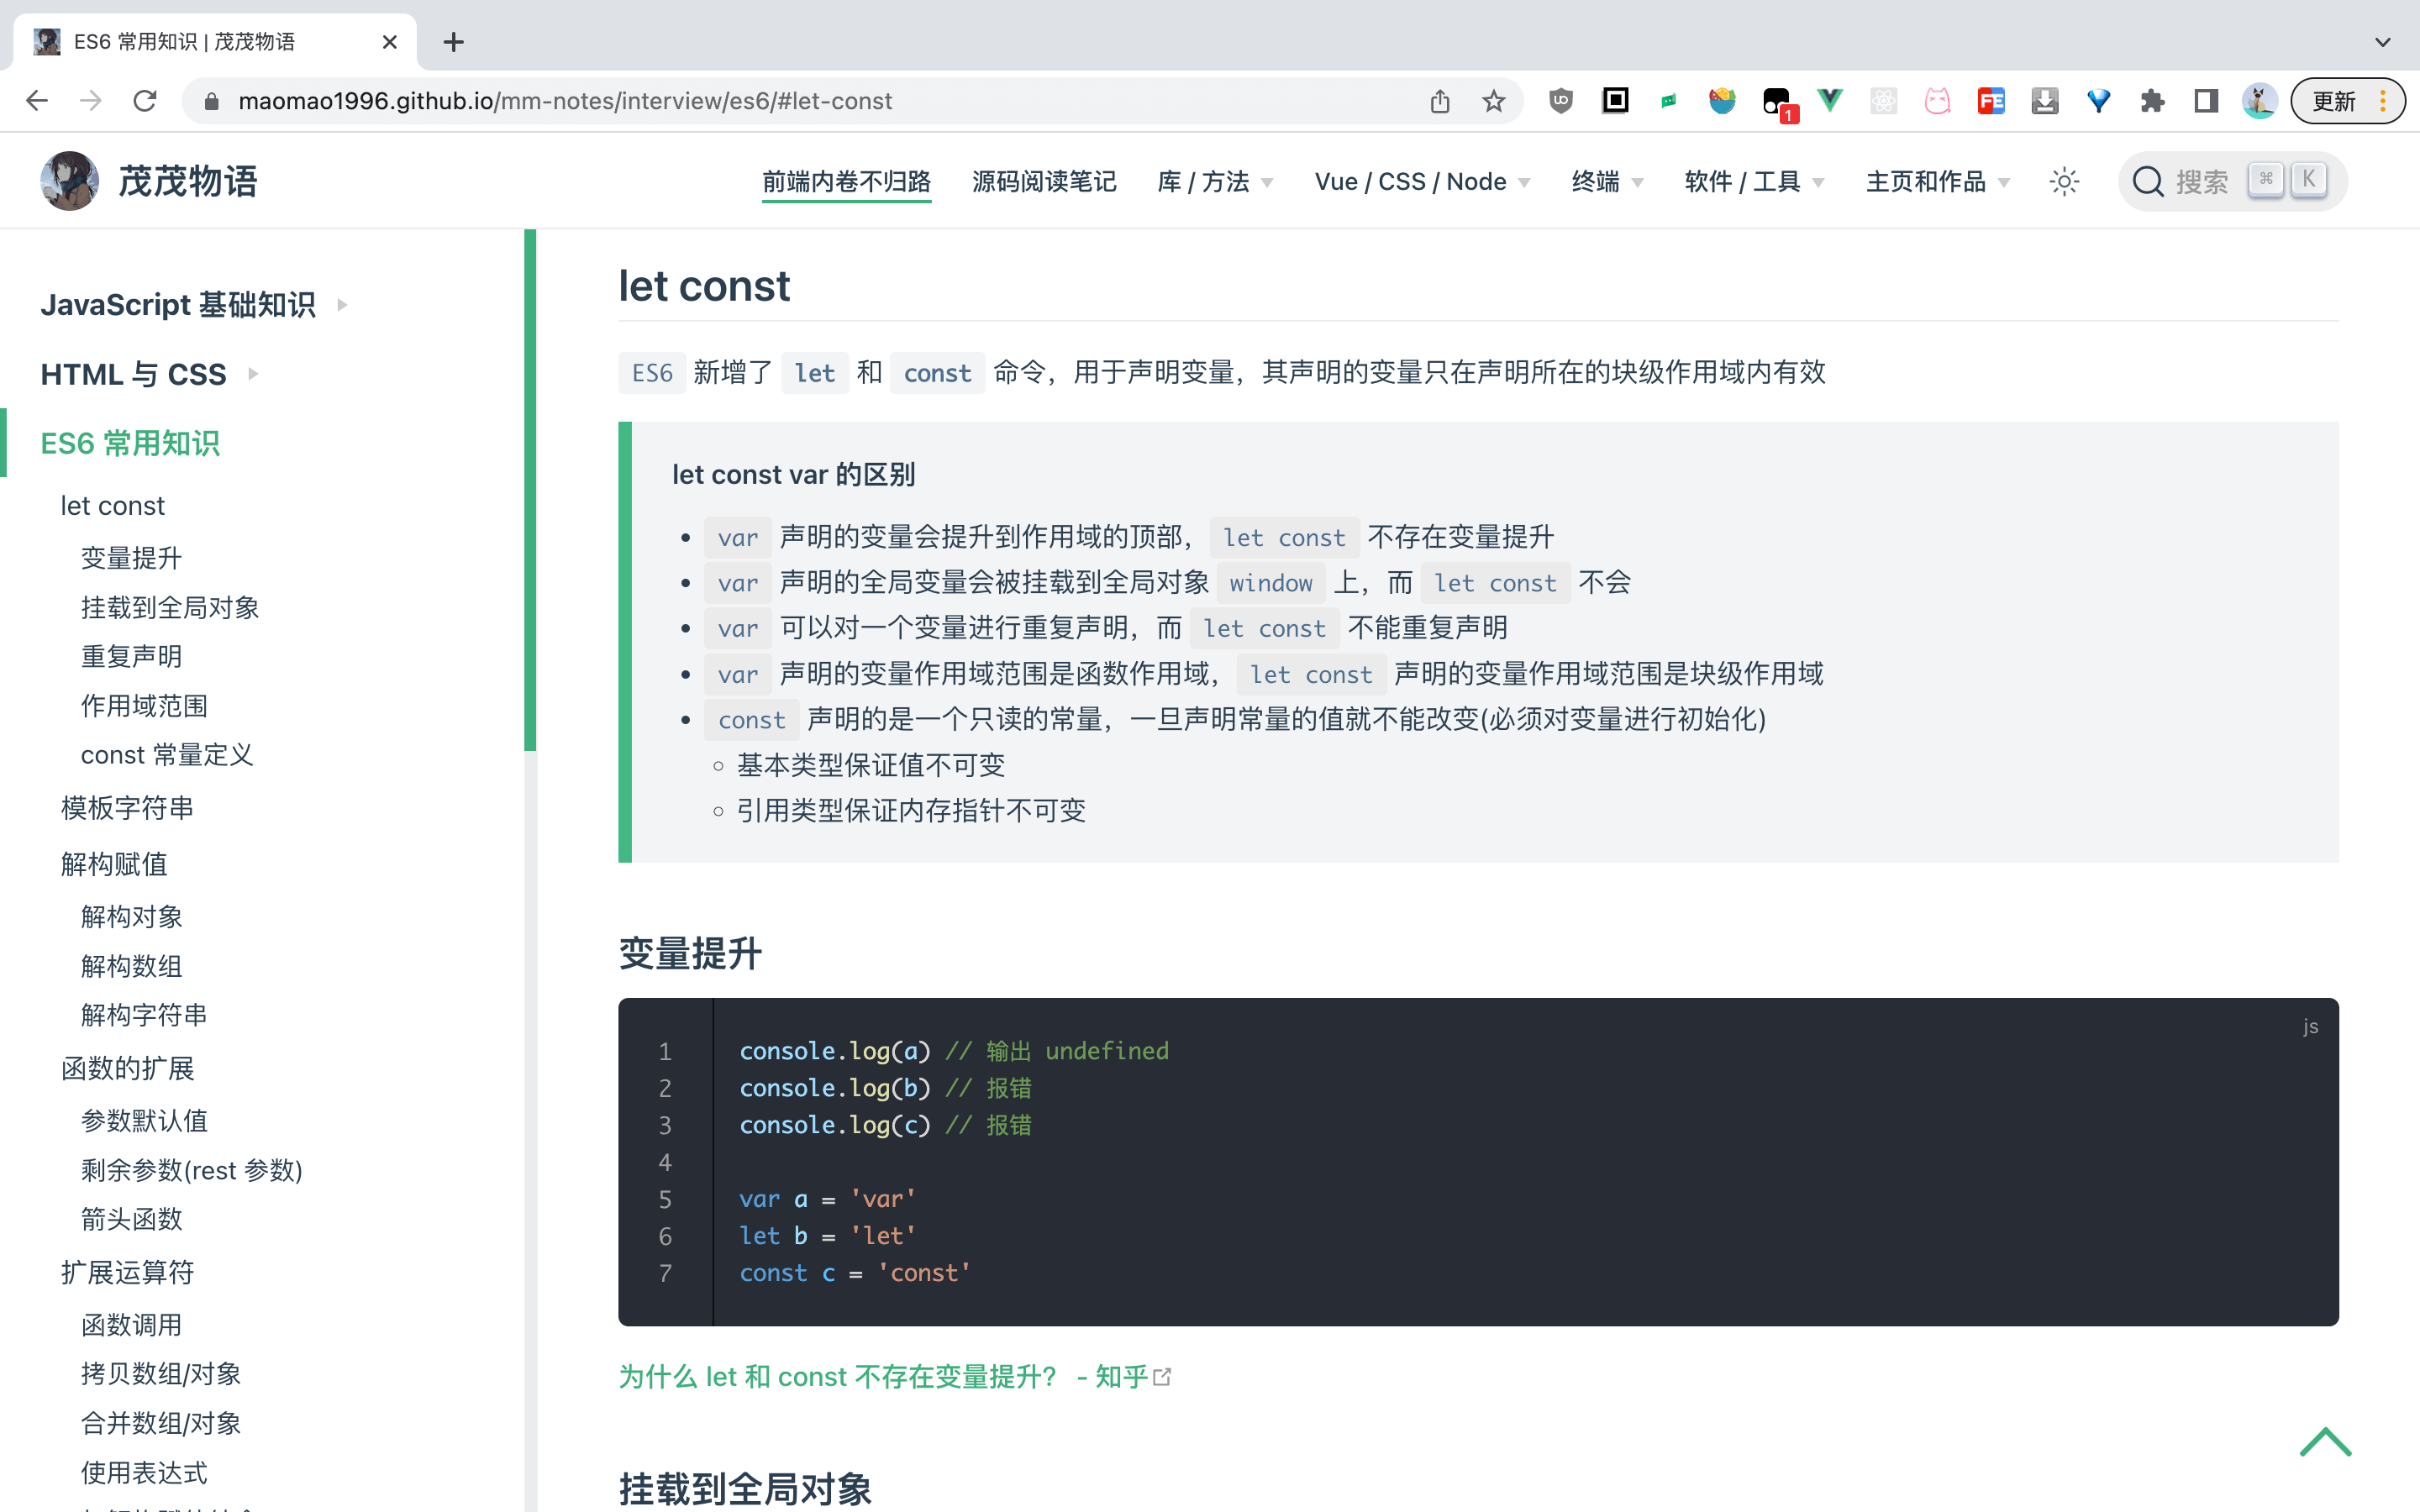 ES6 常用知识 | 茂茂物语
maomao1996.github.io/mm-notes/interview/es6/#let-const
1
FE
更新
茂茂物语
前端内卷不归路 源码阅读笔记 库 / 方法 Vue / CSS / Node 终端 软件 / 工具 主页和作品 搜索 ⌘ K
JavaScript 基础知识
HTML 与 CSS
ES6 常用知识
let const
变量提升
挂载到全局对象
重复声明
作用域范围
const 常量定义
模板字符串
解构赋值
解构对象
解构数组
解构字符串
函数的扩展
参数默认值
剩余参数(rest 参数)
箭头函数
扩展运算符
函数调用
拷贝数组/对象
合并数组/对象
使用表达式
let const
ES6 新增了 let 和 const 命令，用于声明变量，其声明的变量只在声明所在的块级作用域内有效
let const var 的区别
var 声明的变量会提升到作用域的顶部，let const 不存在变量提升
var 声明的全局变量会被挂载到全局对象 window 上，而 let const 不会
var 可以对一个变量进行重复声明，而 let const 不能重复声明
var 声明的变量作用域范围是函数作用域，let const 声明的变量作用域范围是块级作用域
const 声明的是一个只读的常量，一旦声明常量的值就不能改变(必须对变量进行初始化)
基本类型保证值不可变
引用类型保证内存指针不可变
变量提升
js
1 console.log(a) // 输出 undefined
2 console.log(b) // 报错
3 console.log(c) // 报错
4
5 var a = 'var'
6 let b = 'let'
7 const c = 'const'
为什么 let 和 const 不存在变量提升？ - 知乎
挂载到全局对象